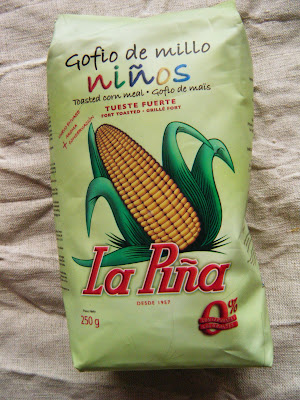 Gofio de millo
niños
Toasted corn meal • Gofio de maïs
TUESTE FUERTE
FORT TOASTED • GRILLÉ FORT
La Piña
DESDE 1957
250 g
0%